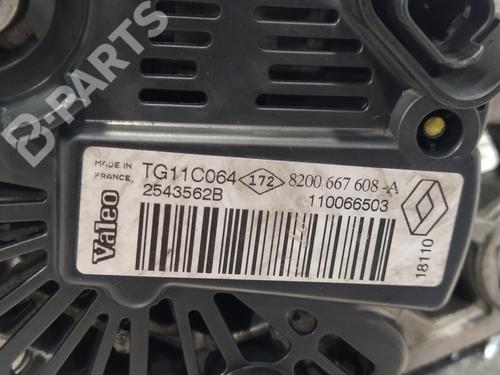 B-PARTS
MADE IN
FRANCE
TG11C064 172 8200 667 608 -A
2543562B 110066503
Valeo
18110